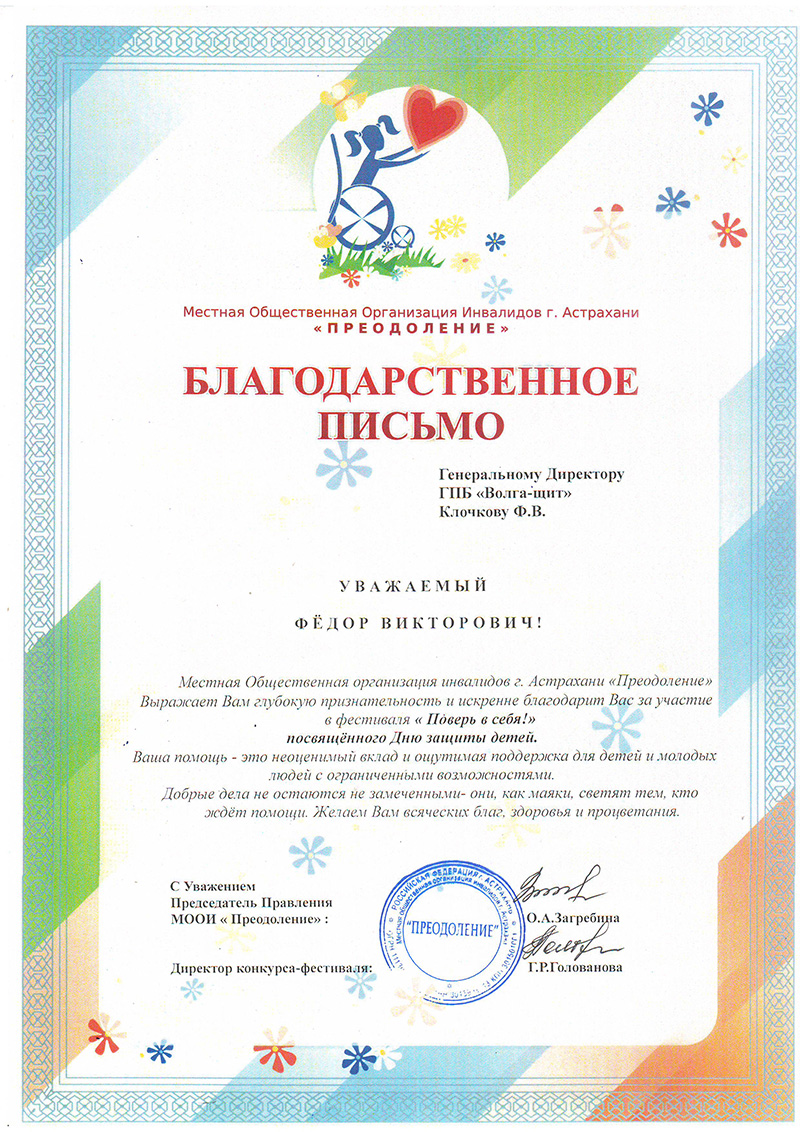 Местная Общественная Организация Инвалидов г. Астрахани
«ПРЕОДОЛЕНИЕ»
БЛАГОДАРСТВЕННОЕ
ПИСЬМО
Генеральному Директору
ГПБ «Волга-щит»
Клочкову Ф.В.
УВАЖАЕМЫЙ
ФЁДОР ВИКТОРОВИЧ!
Местная Общественная организация инвалидов г. Астрахани «Преодоление»
Выражает Вам глубокую признательность и искренне благодарит Вас за участие
в фестиваля « Поверь в себя!»
посвящённого Дню защиты детей.
Ваша помощь - это неоценимый вклад и ощутимая поддержка для детей и молодых
людей с ограниченными возможностями.
Добрые дела не остаются не замеченными- они, как маяки, светят тем, кто
ждёт помощи. Желаем Вам всяческих благ, здоровья и процветания.
С Уважением
Председатель Правления
МООИ « Преодоление» :
О.А.Загребина
Директор конкурса-фестиваля:
Г.Р.Голованова
РОССИЙСКАЯ ФЕДЕРАЦИЯ г. АСТРАХАНЬ
Местная общественная организация инвалидов г. Астрахани
"ПРЕОДОЛЕНИЕ"